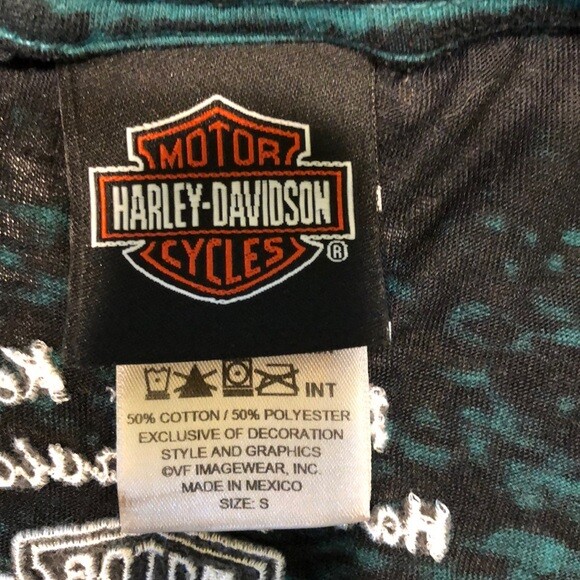 MOTOR
HARLEY-DAVIDSON
CYCLES
®
INT
50% COTTON / 50% POLYESTER
EXCLUSIVE OF DECORATION
STYLE AND GRAPHICS
©VF IMAGEWEAR, INC.
MADE IN MEXICO
SIZE: S